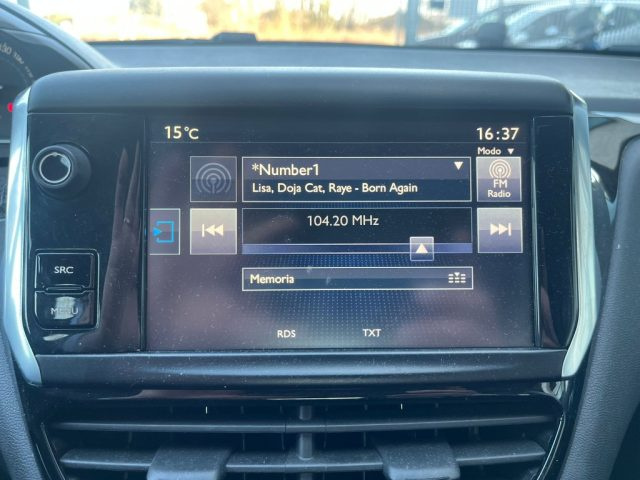 15°C
16:37
Modo ▼
*Number1
Lisa, Doja Cat, Raye - Born Again
FM
Radio
104.20 MHz
SRC
Memoria
MENU
RDS
TXT